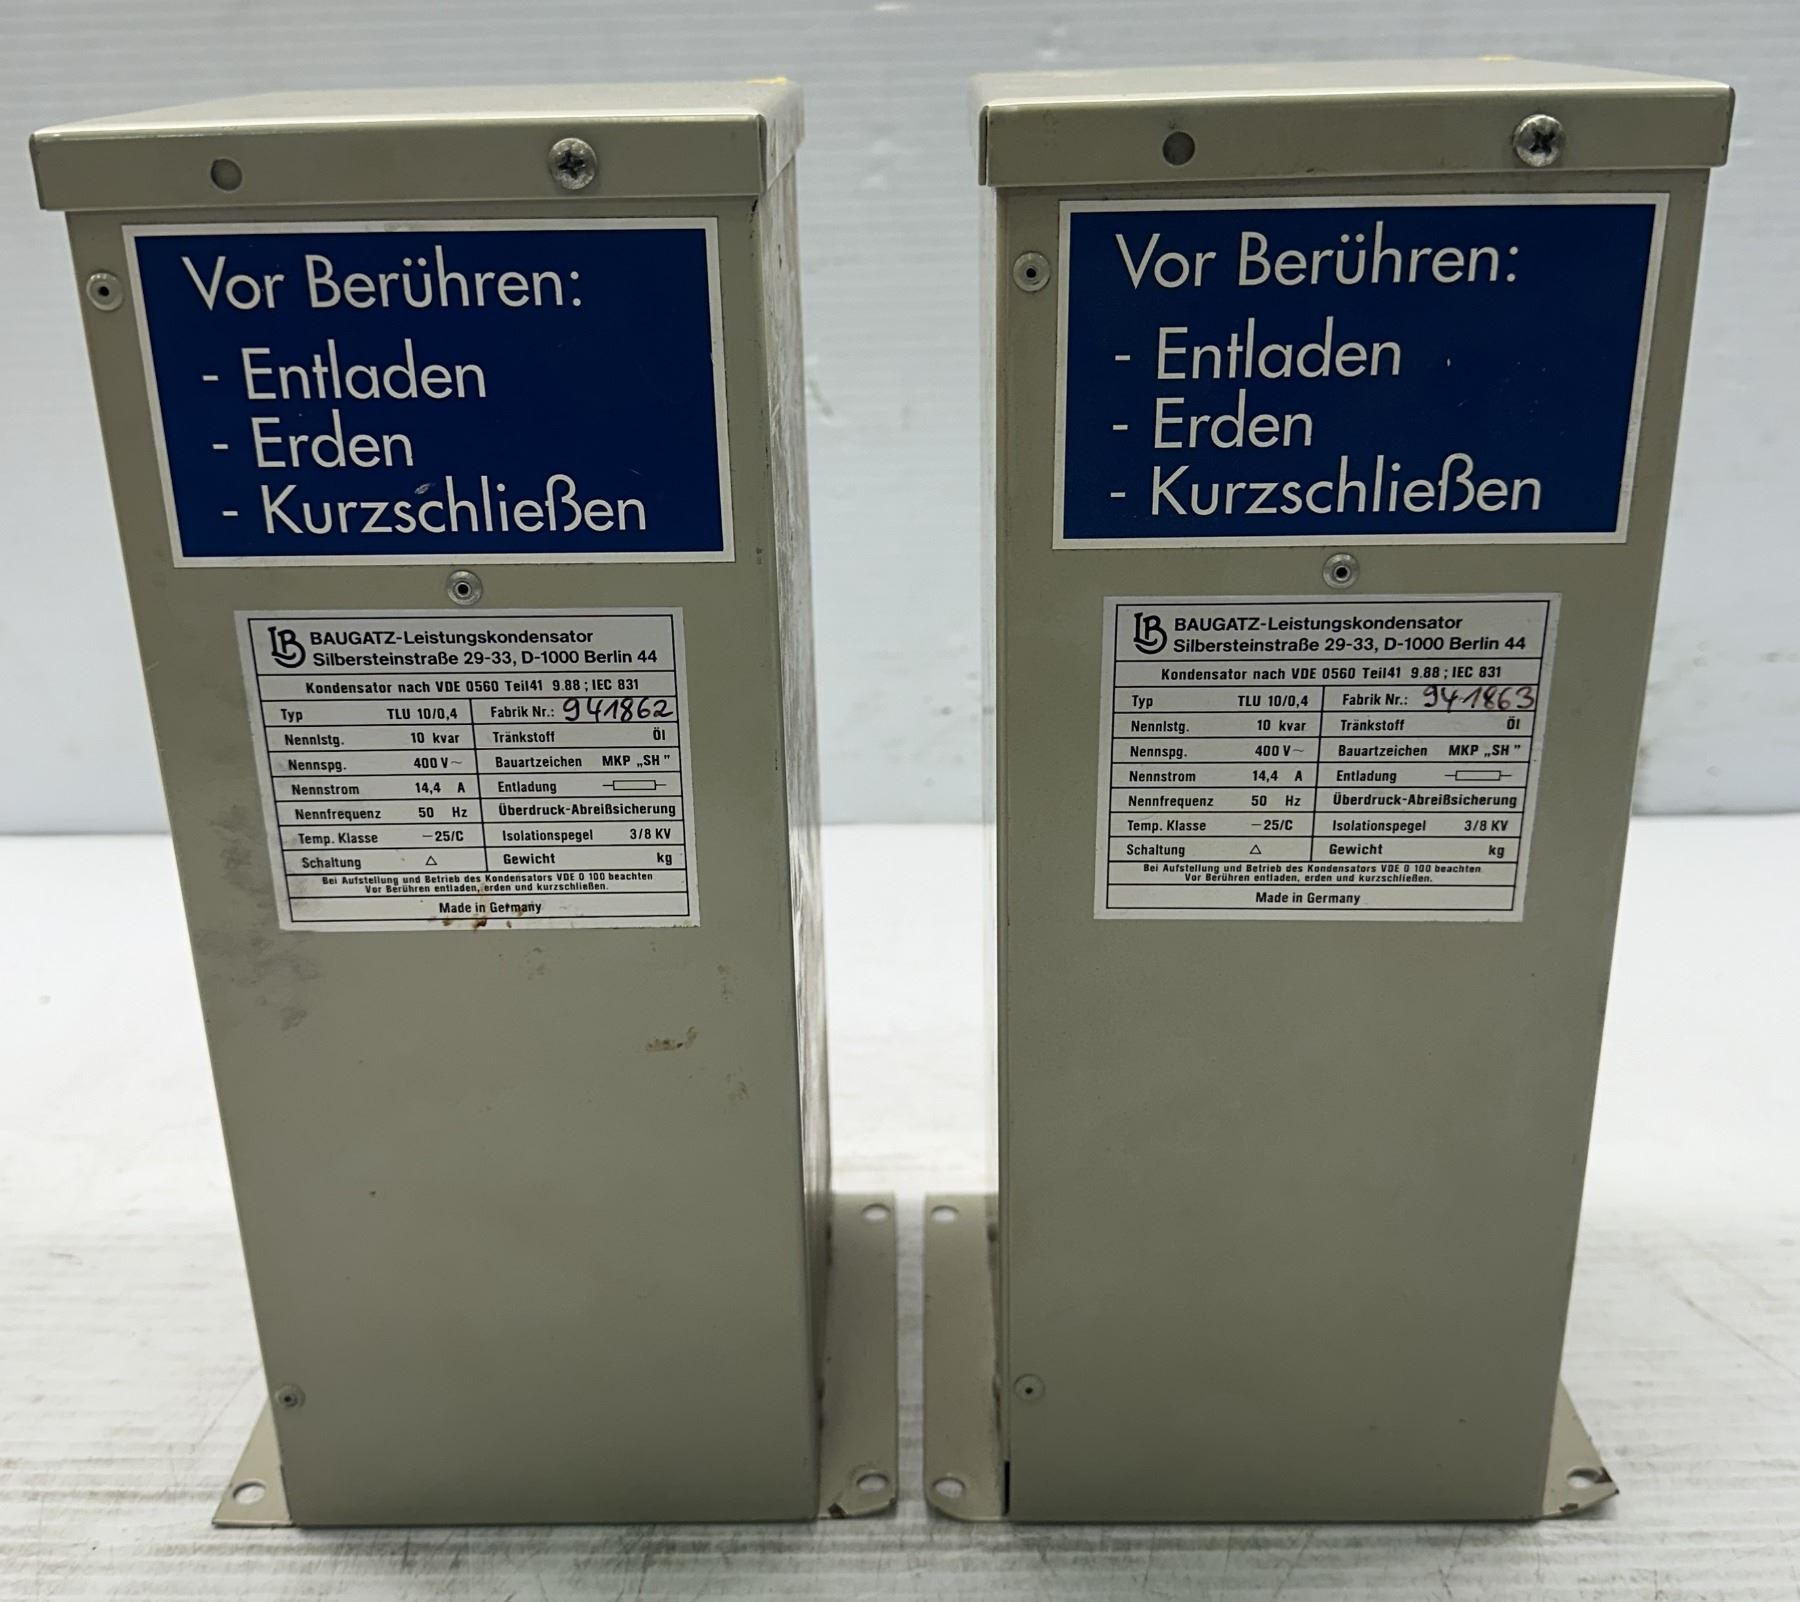 Vor Berühren:
- Entladen
- Erden
- Kurzschließen
LB BAUGATZ-Leistungskondensator
Silbersteinstraße 29-33, D-1000 Berlin 44
Kondensator nach VDE 0560 Teil41 9.88 ; IEC 831
Typ TLU 10/0,4 Fabrik Nr.: 941862
Nennlstg. 10 kvar Tränkstoff Öl
Nennspg. 400 V~ Bauartzeichen MKP „SH"
Nennstrom 14,4 A Entladung
Nennfrequenz 50 Hz Überdruck-Abreißsicherung
Temp. Klasse −25/C Isolationspegel 3/8 KV
Schaltung △ Gewicht kg
Bei Aufstellung und Betrieb des Kondensators VDE 0 100 beachten
Vor Berühren entladen, erden und kurzschließen.
Made in Germany
Vor Berühren:
- Entladen
- Erden
- Kurzschließen
LB BAUGATZ-Leistungskondensator
Silbersteinstraße 29-33, D-1000 Berlin 44
Kondensator nach VDE 0560 Teil41 9.88 ; IEC 831
Typ TLU 10/0,4 Fabrik Nr.: 941863
Nennlstg. 10 kvar Tränkstoff Öl
Nennspg. 400 V~ Bauartzeichen MKP „SH"
Nennstrom 14,4 A Entladung
Nennfrequenz 50 Hz Überdruck-Abreißsicherung
Temp. Klasse −25/C Isolationspegel 3/8 KV
Schaltung △ Gewicht kg
Bei Aufstellung und Betrieb des Kondensators VDE 0 100 beachten
Vor Berühren entladen, erden und kurzschließen.
Made in Germany